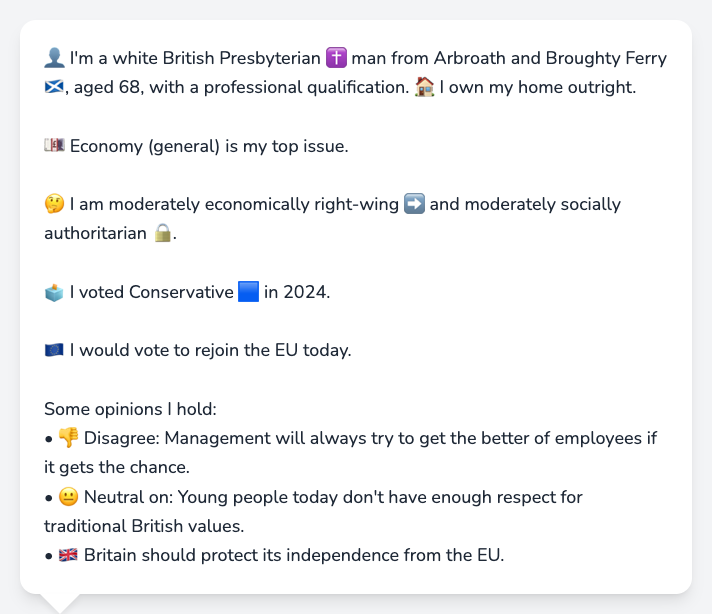 👤 I'm a white British Presbyterian ✝️ man from Arbroath and Broughty Ferry
🏴󠁧󠁢󠁳󠁣󠁴󠁿, aged 68, with a professional qualification. 🏠 I own my home outright.
💷 Economy (general) is my top issue.
🤔 I am moderately economically right-wing ➡️ and moderately socially
authoritarian 🔒.
🗳️ I voted Conservative 🟦 in 2024.
🇪🇺 I would vote to rejoin the EU today.
Some opinions I hold:
• 👎 Disagree: Management will always try to get the better of employees if
it gets the chance.
• 😐 Neutral on: Young people today don't have enough respect for
traditional British values.
• 🇬🇧 Britain should protect its independence from the EU.